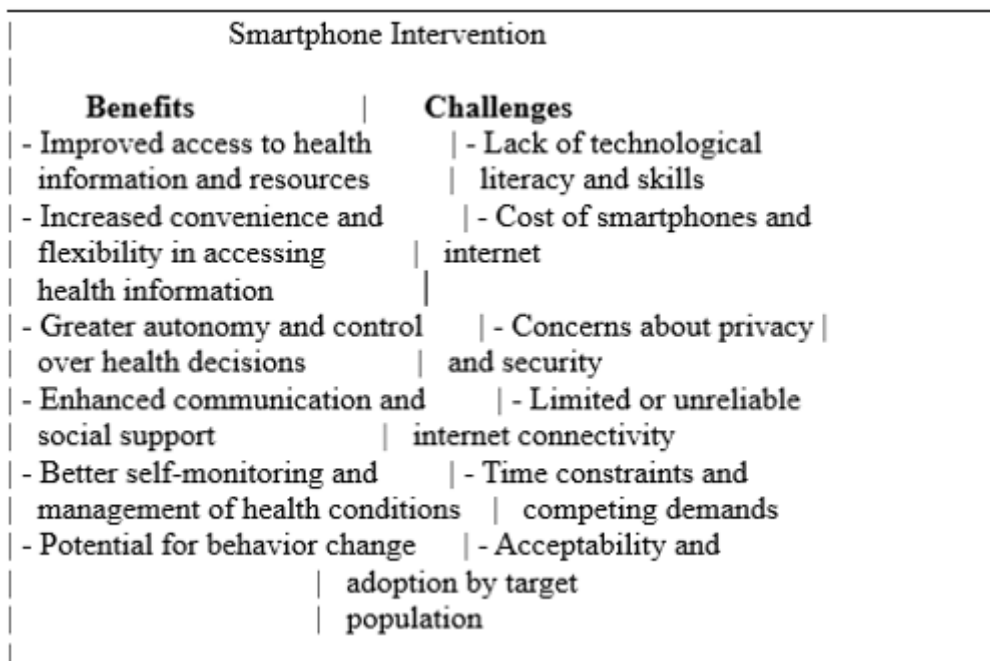 Smartphone Intervention
Benefits | Challenges
| - Improved access to health | - Lack of technological
| information and resources | literacy and skills
| - Increased convenience and | - Cost of smartphones and
| flexibility in accessing | internet
| health information |
| - Greater autonomy and control | - Concerns about privacy |
| over health decisions | and security
| - Enhanced communication and | - Limited or unreliable
| social support | internet connectivity
| - Better self-monitoring and | - Time constraints and
| management of health conditions | competing demands
| - Potential for behavior change | - Acceptability and
| | adoption by target
| | population